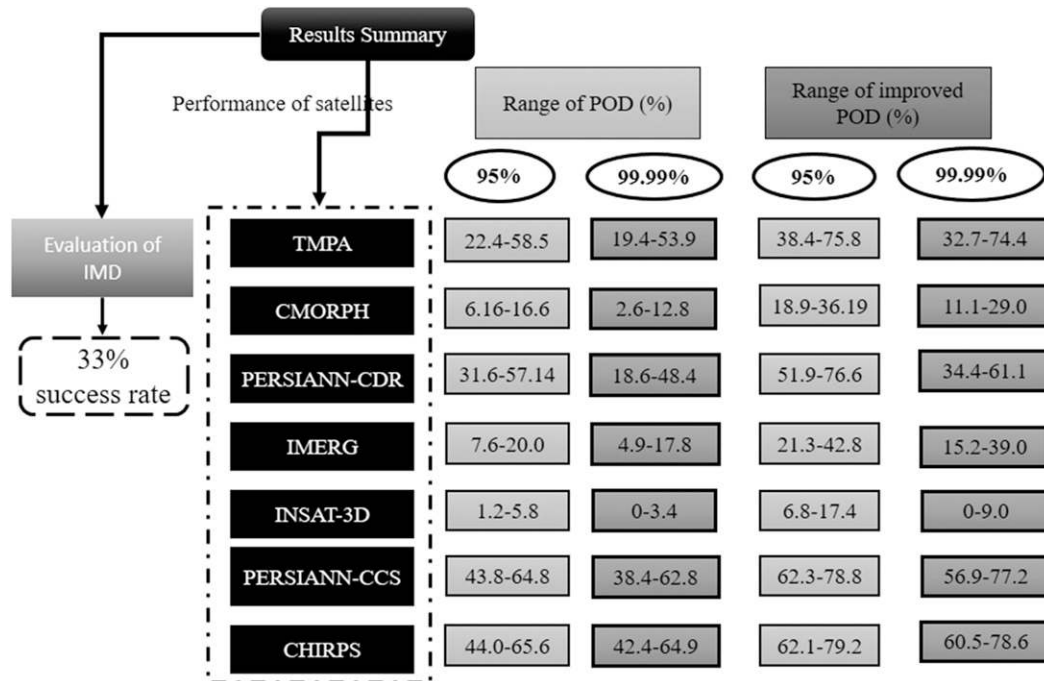 Results Summary
Performance of satellites
Range of POD (%)
Range of improved
POD (%)
95%
99.99%
95%
99.99%
Evaluation of
IMD
33%
success rate
TMPA
22.4-58.5
19.4-53.9
38.4-75.8
32.7-74.4
CMORPH
6.16-16.6
2.6-12.8
18.9-36.19
11.1-29.0
PERSIANN-CDR
31.6-57.14
18.6-48.4
51.9-76.6
34.4-61.1
IMERG
7.6-20.0
4.9-17.8
21.3-42.8
15.2-39.0
INSAT-3D
1.2-5.8
0-3.4
6.8-17.4
0-9.0
PERSIANN-CCS
43.8-64.8
38.4-62.8
62.3-78.8
56.9-77.2
CHIRPS
44.0-65.6
42.4-64.9
62.1-79.2
60.5-78.6